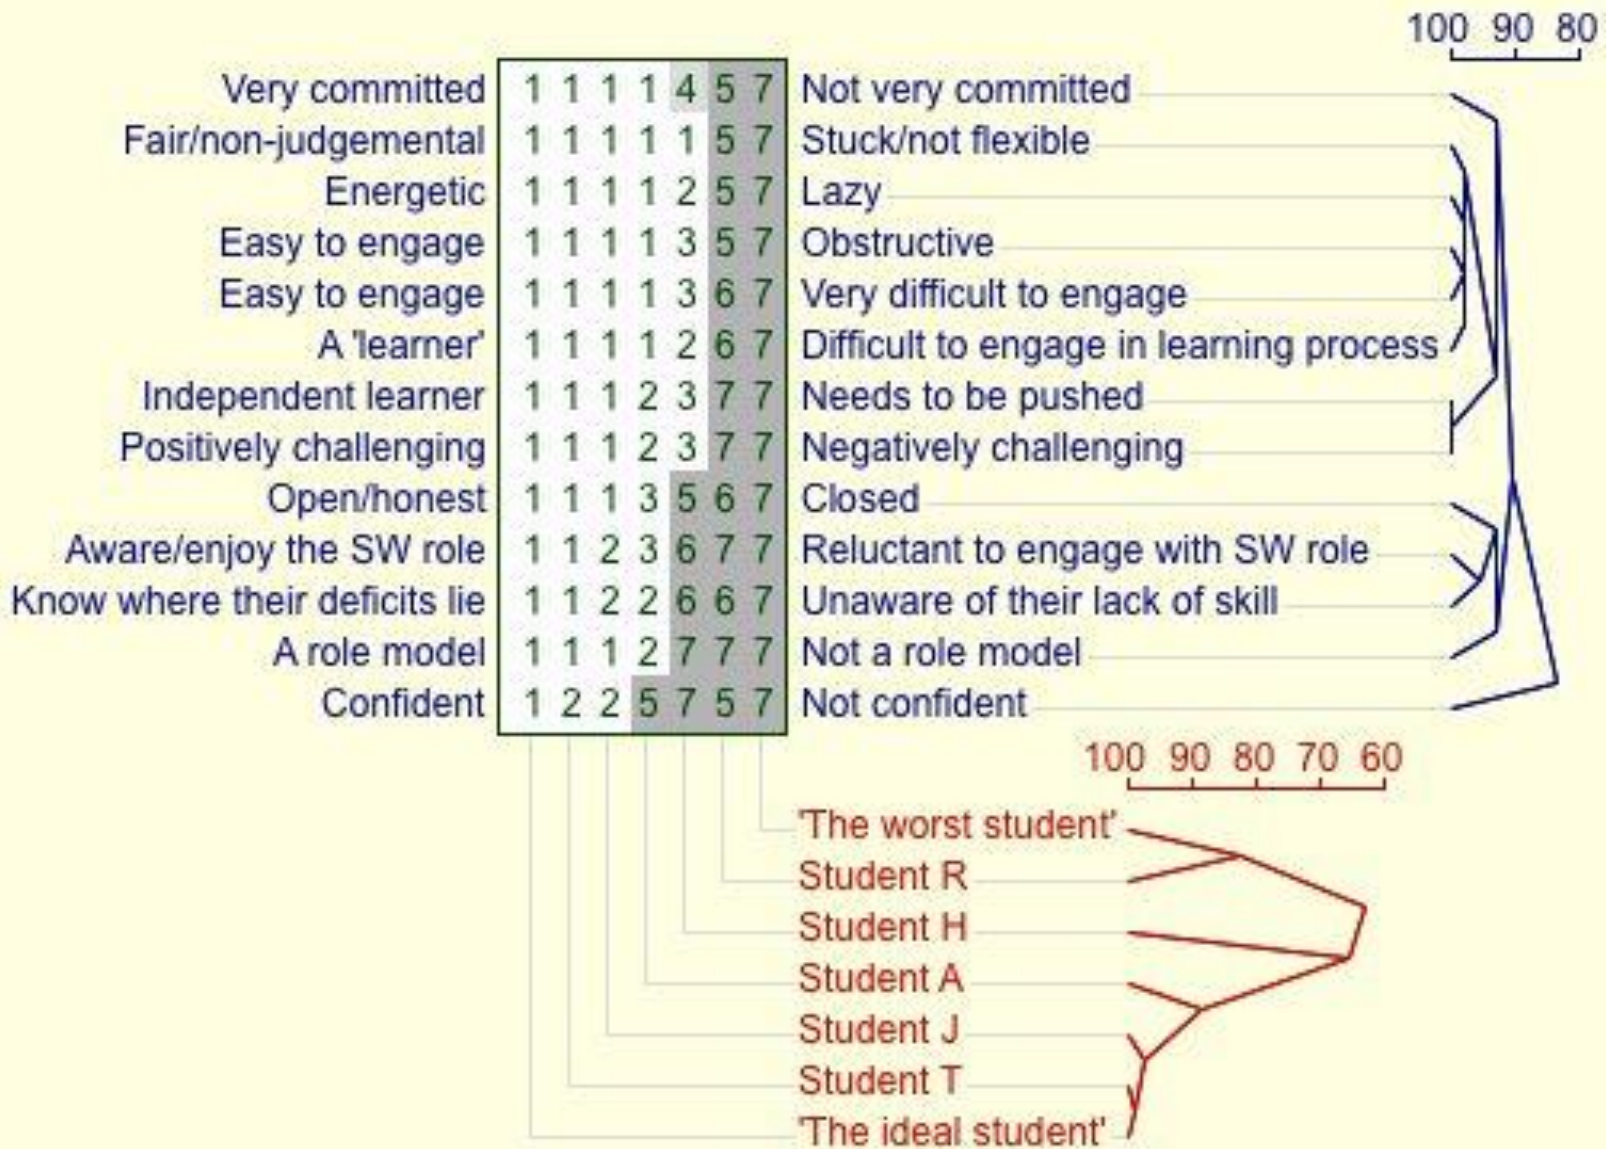 100 90 80
Very committed 1 1 1 1 4 5 7 Not very committed
Fair/non-judgemental 1 1 1 1 1 5 7 Stuck/not flexible
Energetic 1 1 1 1 2 5 7 Lazy
Easy to engage 1 1 1 1 3 5 7 Obstructive
Easy to engage 1 1 1 1 3 6 7 Very difficult to engage
A 'learner' 1 1 1 1 2 6 7 Difficult to engage in learning process
Independent learner 1 1 1 2 3 7 7 Needs to be pushed
Positively challenging 1 1 1 2 3 7 7 Negatively challenging
Open/honest 1 1 1 3 5 6 7 Closed
Aware/enjoy the SW role 1 1 2 3 6 7 7 Reluctant to engage with SW role
Know where their deficits lie 1 1 2 2 6 6 7 Unaware of their lack of skill
A role model 1 1 1 2 7 7 7 Not a role model
Confident 1 2 2 5 7 5 7 Not confident
100 90 80 70 60
'The worst student'
Student R
Student H
Student A
Student J
Student T
'The ideal student'